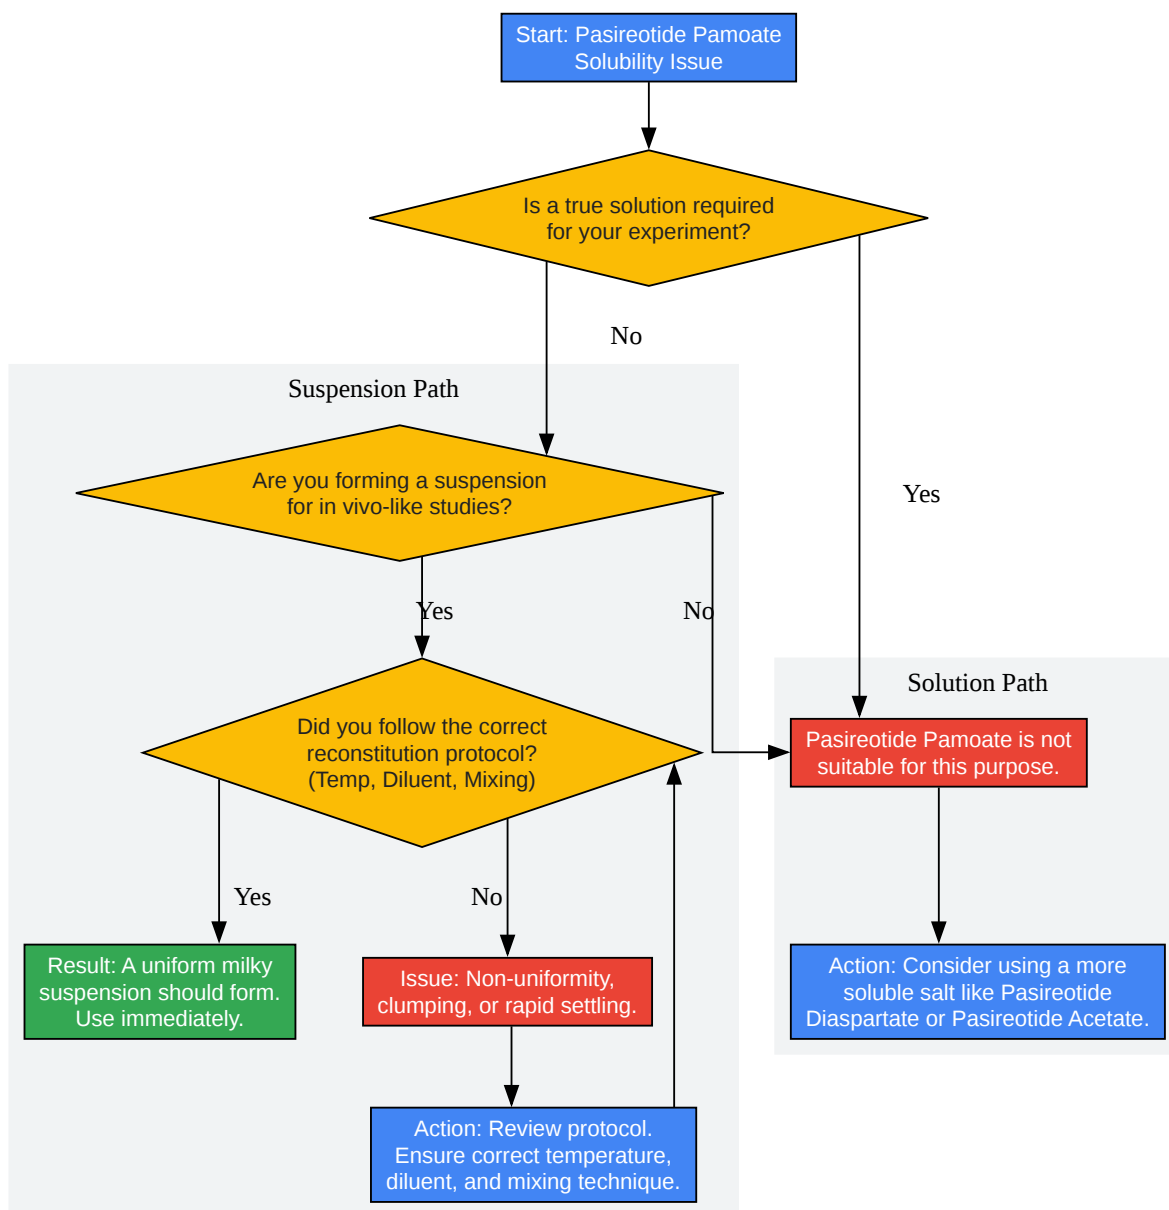 Start: Pasireotide Pamoate
Solubility Issue
Is a true solution required
for your experiment?
No
Suspension Path
Are you forming a suspension
for in vivo-like studies?
Yes
Yes
No
Solution Path
Did you follow the correct
reconstitution protocol?
(Temp, Diluent, Mixing)
Pasireotide Pamoate is not
suitable for this purpose.
Yes
No
Result: A uniform milky
suspension should form.
Use immediately.
Issue: Non-uniformity,
clumping, or rapid settling.
Action: Consider using a more
soluble salt like Pasireotide
Diaspartate or Pasireotide Acetate.
Action: Review protocol.
Ensure correct temperature,
diluent, and mixing technique.